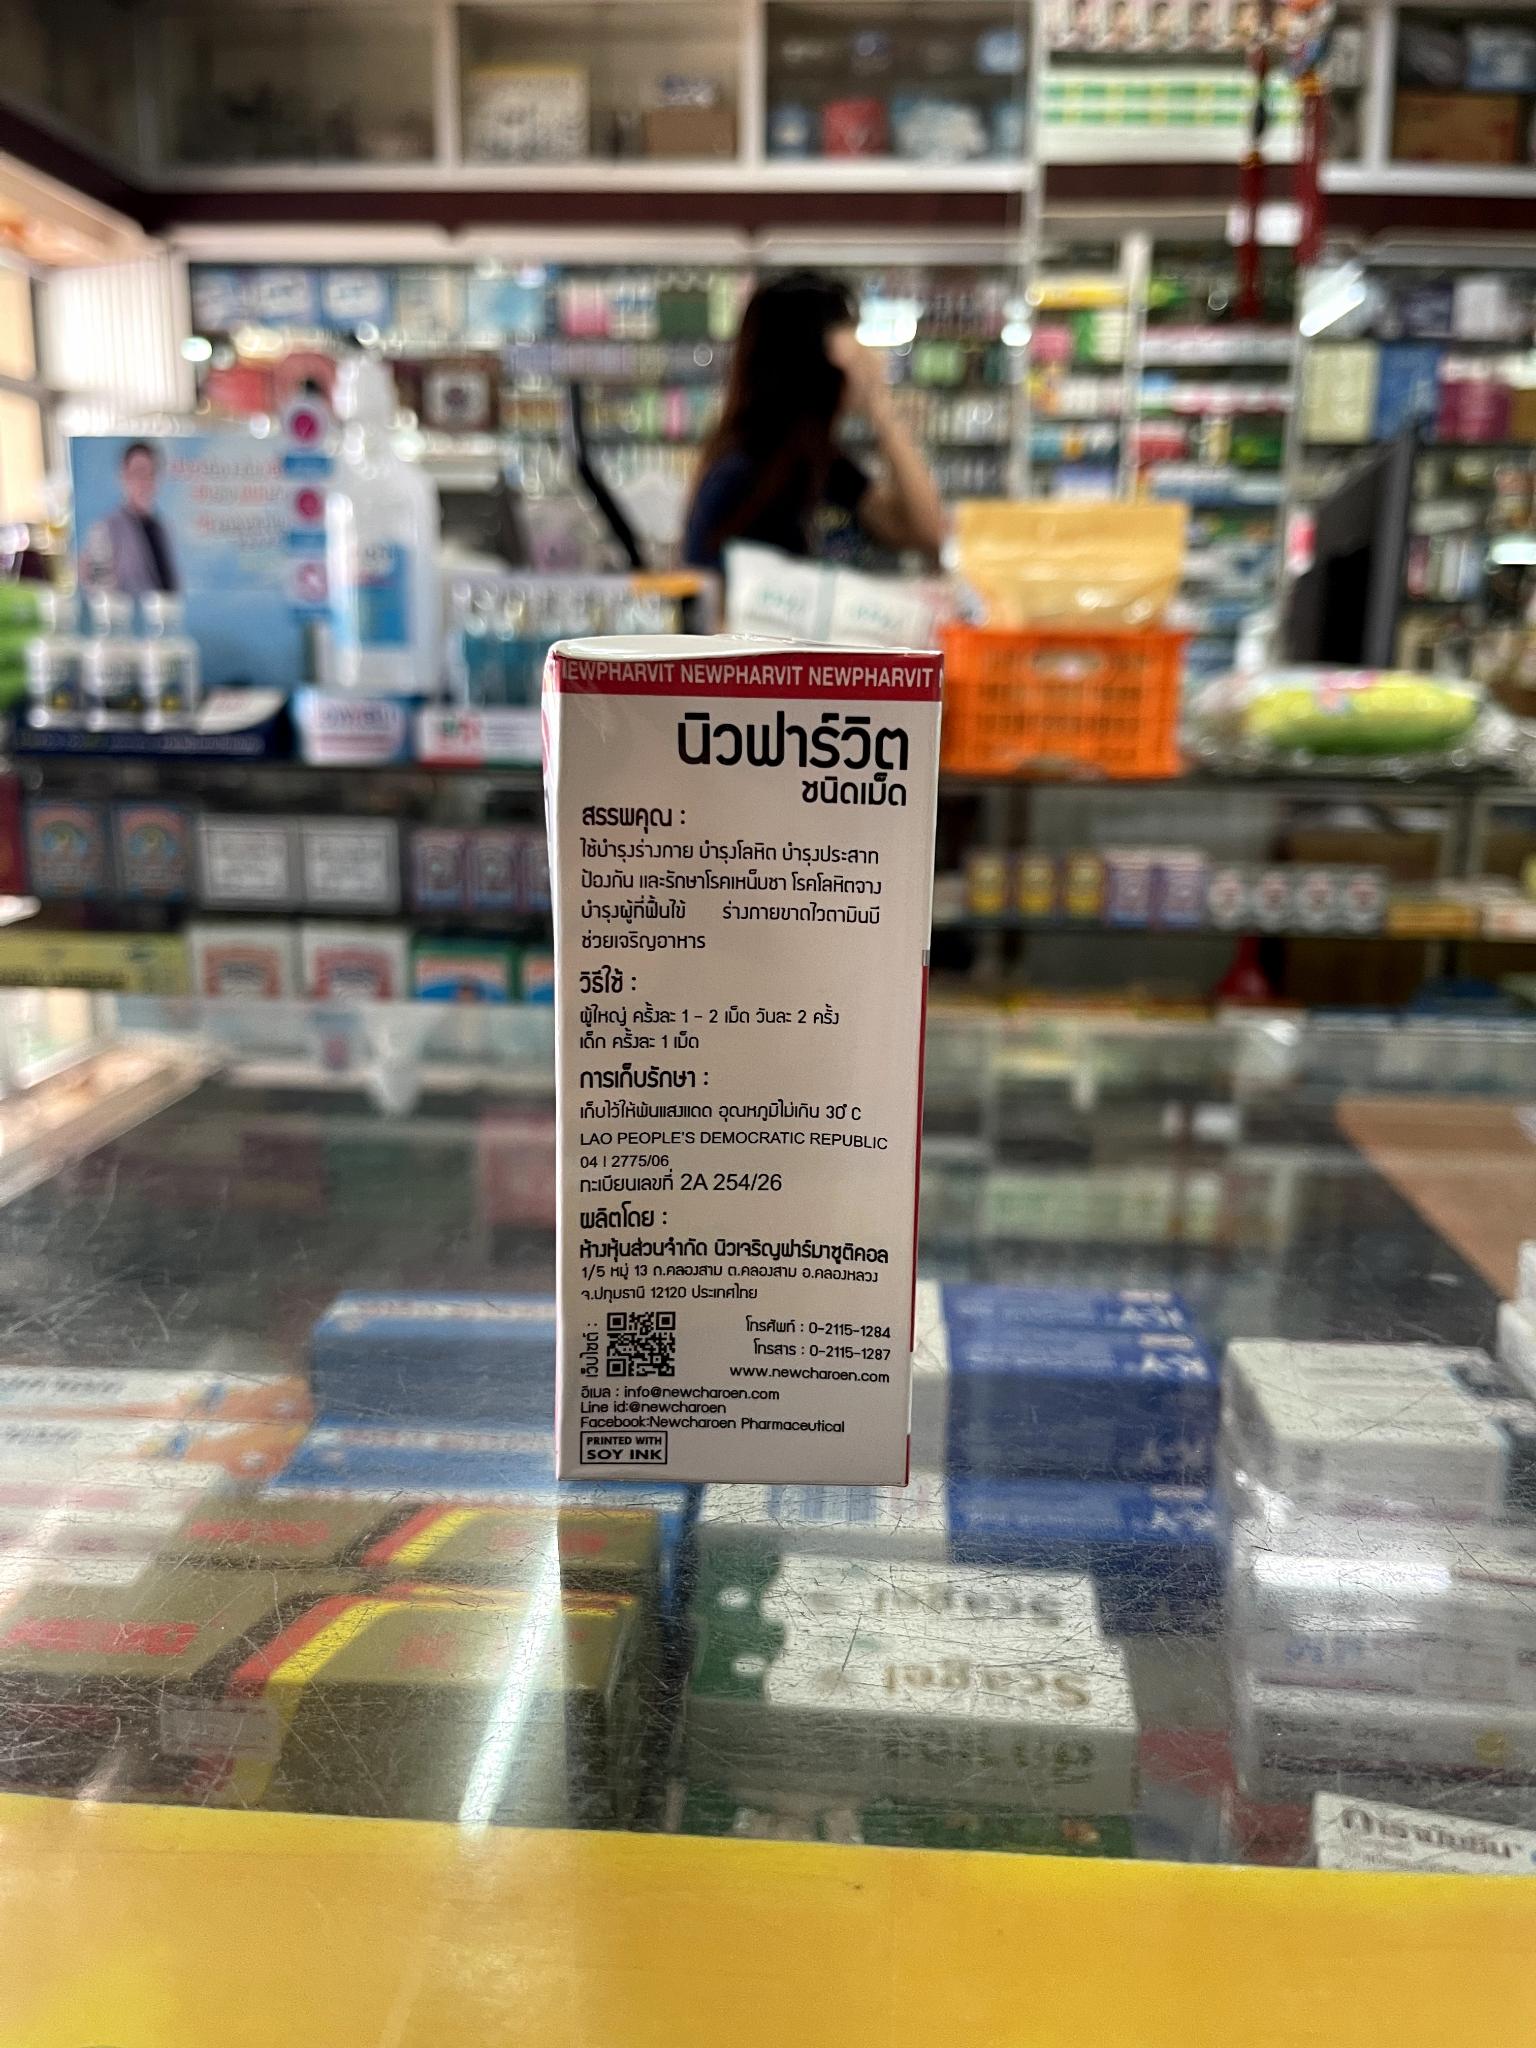 NEWPHARVIT NEWPHARVIT
นิวฟาร์วิต
ชนิดเม็ด
สรรพคุณ :
ใช้บำรุงร่างกาย บำรุงโลหิต บำรุงประสาท
ป้องกัน และรักษาโรคเหน็บชา โรคโลหิตจาง
บำรุงผู้ที่ฟื้นไข้ ร่างกายขาดไวตามินบี
ช่วยเจริญอาหาร
วิธีใช้ :
ผู้ใหญ่ ครั้งละ 1 - 2 เม็ด วันละ 2 ครั้ง
เด็ก ครั้งละ 1 เม็ด
การเก็บรักษา :
เก็บไว้ให้พ้นแสงแดด อุณหภูมิไม่เกิน 30° C
LAO PEOPLE'S DEMOCRATIC REPUBLIC
04 I 2775/06
ทะเบียนเลขที่ 2A 254/26
ผลิตโดย :
ห้างหุ้นส่วนจำกัด นิวเจริญฟาร์มาซูติคอล
1/5 หมู่ 13 ถ.คลองสาม ต.คลองสาม อ.คลองหลวง
จ.ปทุมธานี 12120 ประเทศไทย
เว็บไซต์ :
โทรศัพท์ : 0-2115-1284
โทรสาร : 0-2115-1287
www.newcharoen.com
อีเมล : info@newcharoen.com
Line id:@newcharoen
Facebook:Newcharoen Pharmaceutical
PRINTED WITH
SOY INK
Scagel
Scagel